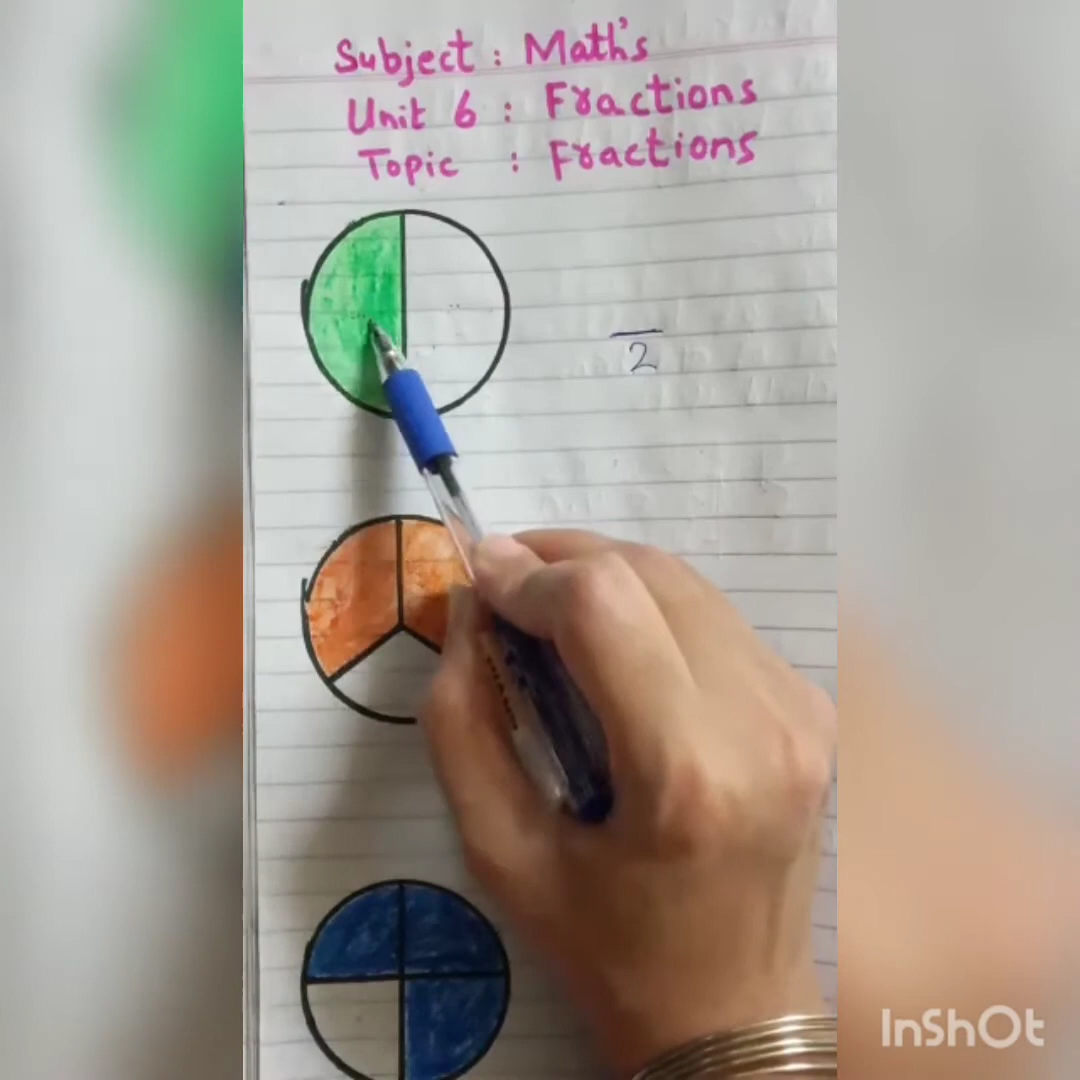 Subject : Math's
Unit 6 : Fractions
Topic : Fractions
2
InShOt